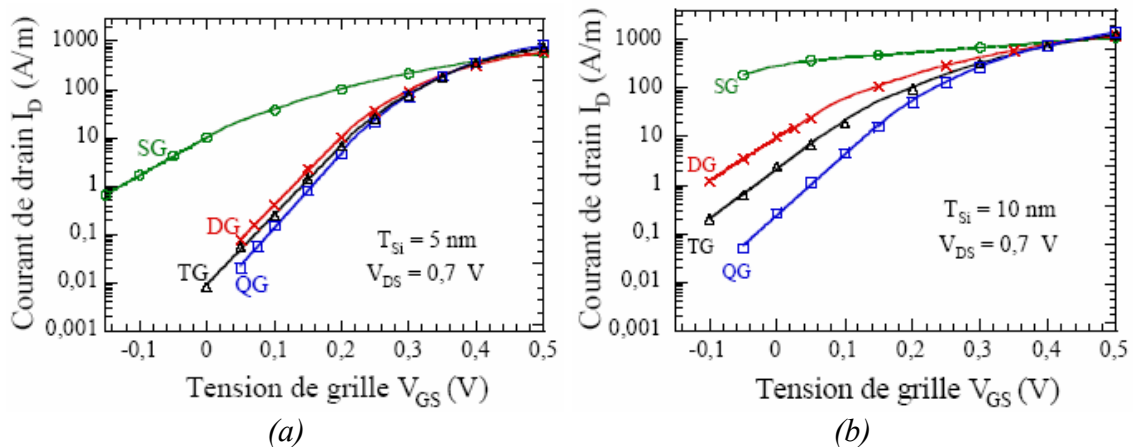 Courant de drain I_D (A/m)
1000
100
10
1
0,1
0,01
0,001
SG
DG
TG
QG
T_Si = 5 nm
V_DS = 0,7 V
-0,1 0 0,1 0,2 0,3 0,4 0,5
Tension de grille V_GS (V)
(a)
Courant de drain I_D (A/m)
1000
100
10
1
0,1
0,01
0,001
SG
DG
TG
QG
T_Si = 10 nm
V_DS = 0,7 V
-0,1 0 0,1 0,2 0,3 0,4 0,5
Tension de grille V_GS (V)
(b)